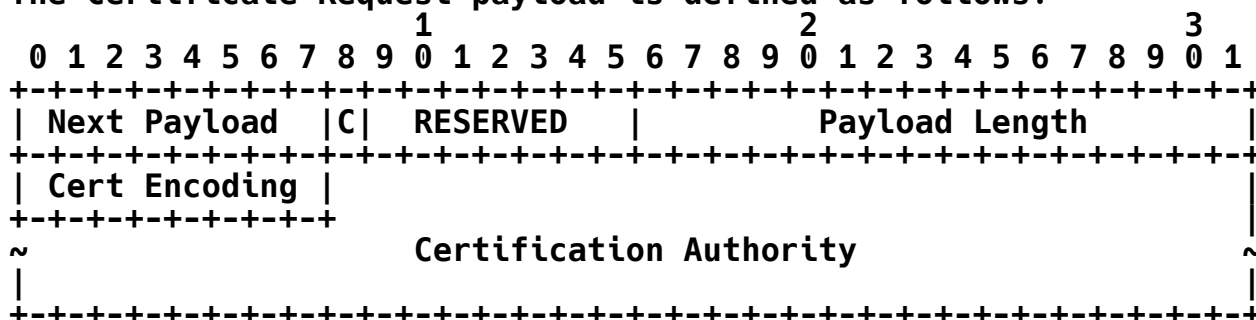 The Certificate Request payload is defined as follows:
                     1                   2                   3
 0 1 2 3 4 5 6 7 8 9 0 1 2 3 4 5 6 7 8 9 0 1 2 3 4 5 6 7 8 9 0 1
+-+-+-+-+-+-+-+-+-+-+-+-+-+-+-+-+-+-+-+-+-+-+-+-+-+-+-+-+-+-+-+-+
| Next Payload  |C|  RESERVED   |         Payload Length        |
+-+-+-+-+-+-+-+-+-+-+-+-+-+-+-+-+-+-+-+-+-+-+-+-+-+-+-+-+-+-+-+-+
| Cert Encoding |                                               |
+-+-+-+-+-+-+-+-+                                               |
~                    Certification Authority                    ~
|                                                               |
+-+-+-+-+-+-+-+-+-+-+-+-+-+-+-+-+-+-+-+-+-+-+-+-+-+-+-+-+-+-+-+-+